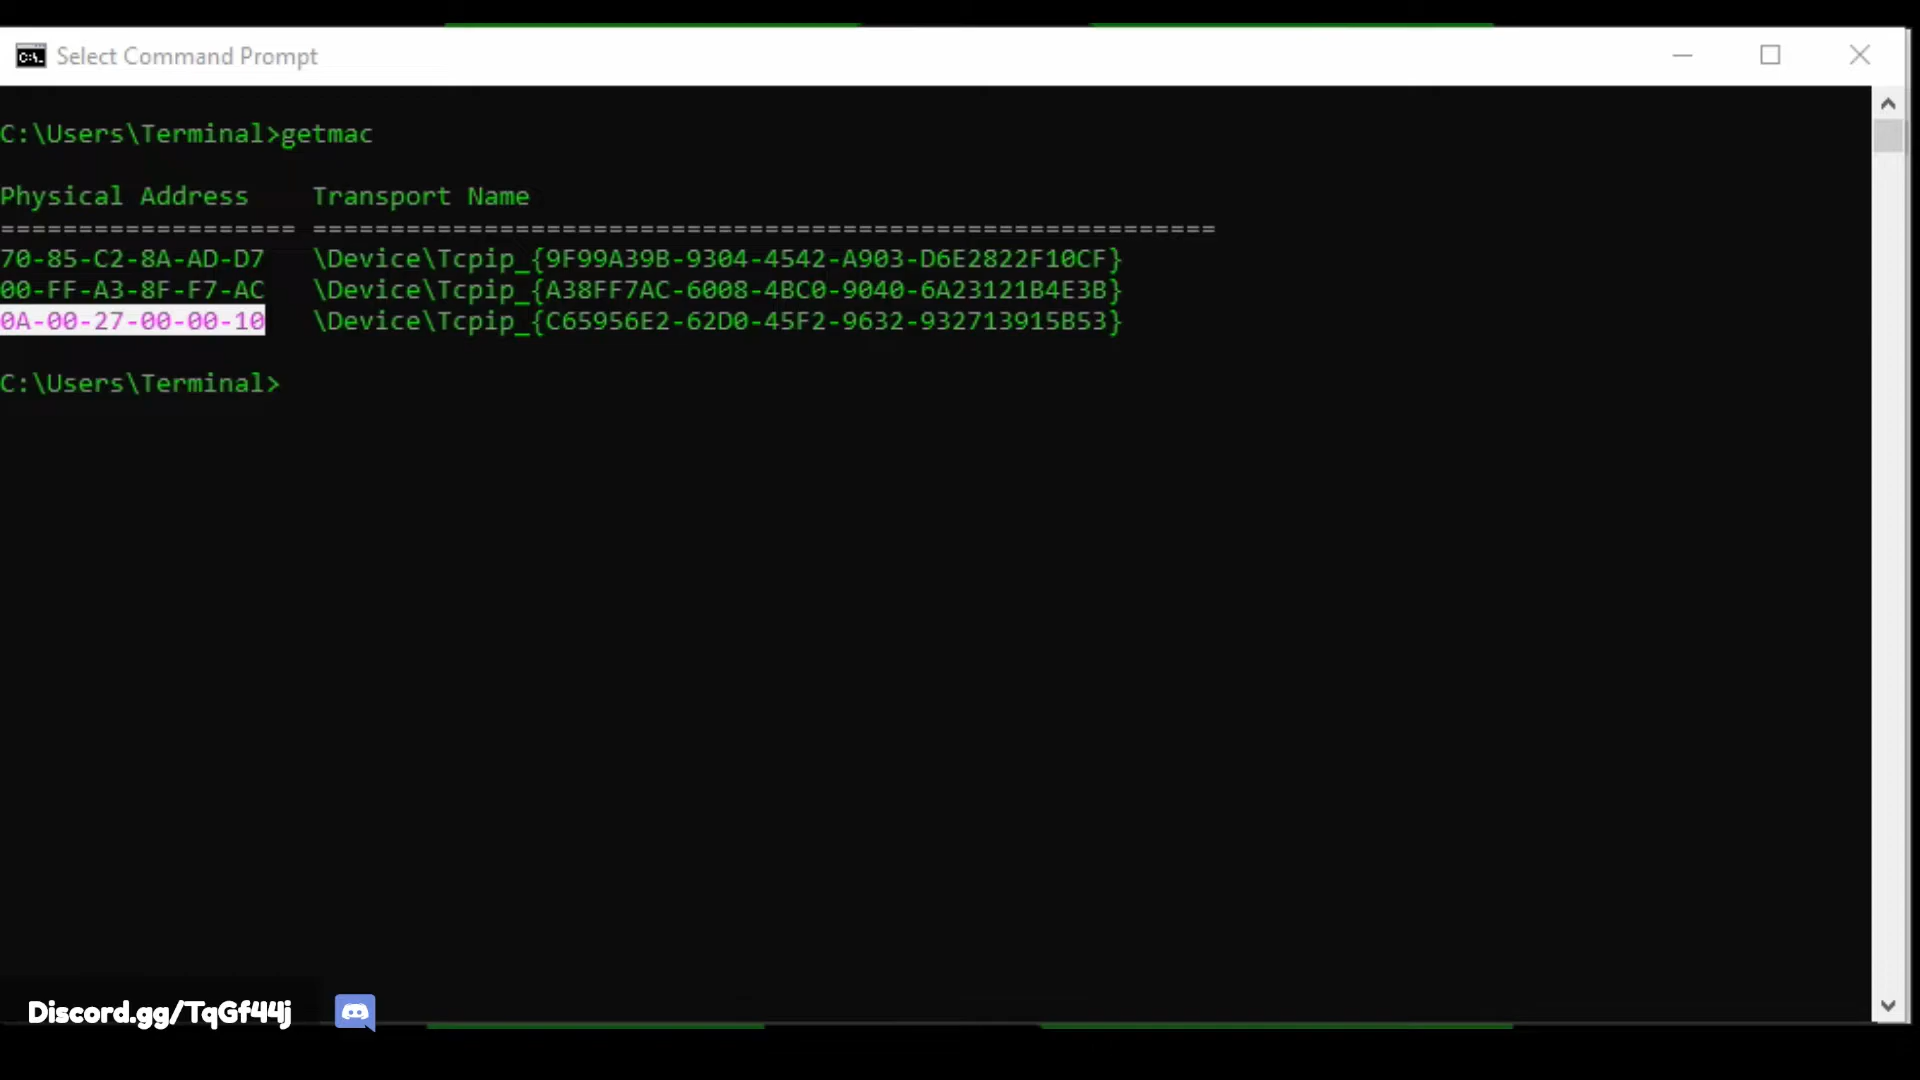 Select Command Prompt
C:\Users\Terminal>getmac
Physical Address    Transport Name
=================== ==========================================================
70-85-C2-8A-AD-D7   \Device\Tcpip_{9F99A39B-9304-4542-A903-D6E2822F10CF}
00-FF-A3-8F-F7-AC   \Device\Tcpip_{A38FF7AC-6008-4BC0-9040-6A23121B4E3B}
0A-00-27-00-00-10   \Device\Tcpip_{C65956E2-62D0-45F2-9632-932713915B53}
C:\Users\Terminal>
Discord.gg/TqGf44j